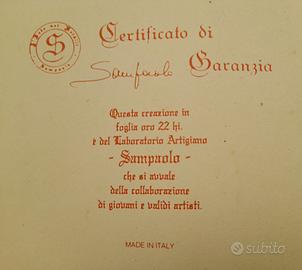 Certificato di
Garanzia
Sampaolo
S
Sampaolo
Questa creazione in
foglia oro 22 kt.
è del Laboratorio Artigiano
- Sampaolo -
che si avvale
della collaborazione
di giovani e validi artisti.
MADE IN ITALY
subito